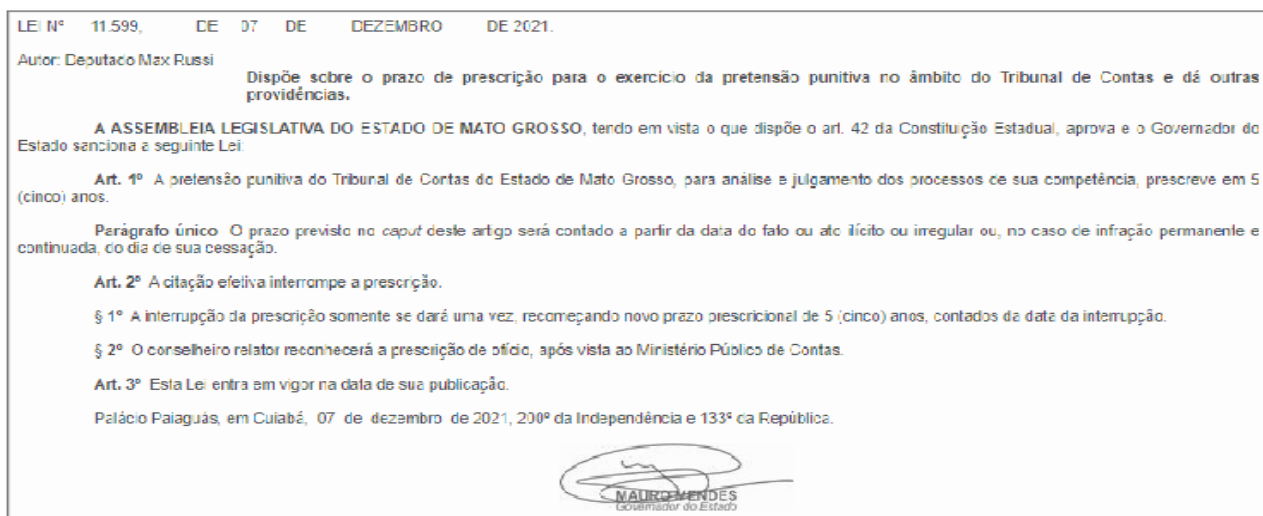 LEI Nº 11.599, DE 07 DE DEZEMBRO DE 2021.
Autor: Deputado Max Russi
Dispõe sobre o prazo de prescrição para o exercício da pretensão punitiva no âmbito do Tribunal de Contas e dá outras
providências.
A ASSEMBLEIA LEGISLATIVA DO ESTADO DE MATO GROSSO, tendo em vista o que dispõe o art. 42 da Constituição Estadual, aprova e o Governador do
Estado sanciona a seguinte Lei:
Art. 1º A pretensão punitiva do Tribunal de Contas do Estado de Mato Grosso, para análise e julgamento dos processos de sua competência, prescreve em 5
(cinco) anos.
Parágrafo único O prazo previsto no caput deste artigo será contado a partir da data do fato ou ato ilícito ou irregular ou, no caso de infração permanente e
continuada, do dia de sua cessação.
Art. 2º A citação efetiva interrompe a prescrição.
§ 1º A interrupção da prescrição somente se dará uma vez, recomeçando novo prazo prescricional de 5 (cinco) anos, contados da data da interrupção.
§ 2º O conselheiro relator reconhecerá a prescrição de ofício, após vista ao Ministério Público de Contas.
Art. 3º Esta Lei entra em vigor na data de sua publicação.
Palácio Paiaguás, em Cuiabá, 07 de dezembro de 2021, 200º da Independência e 133º da República.
MAURO MENDES
Governador do Estado